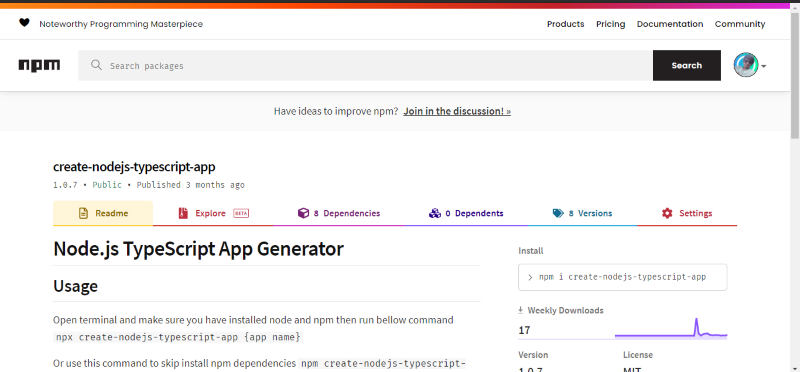 Noteworthy Programming Masterpiece
Products Pricing Documentation Community
npm Search packages Search
Have ideas to improve npm? Join in the discussion! »
create-nodejs-typescript-app
1.0.7 • Public • Published 3 months ago
Readme Explore BETA 8 Dependencies 0 Dependents 8 Versions Settings
Node.js TypeScript App Generator
Usage
Open terminal and make sure you have installed node and npm then run bellow command
npx create-nodejs-typescript-app {app name}
Or use this command to skip install npm dependencies npm create-nodejs-typescript-
Install
> npm i create-nodejs-typescript-app
Weekly Downloads
17
Version License
1.0.7 MIT